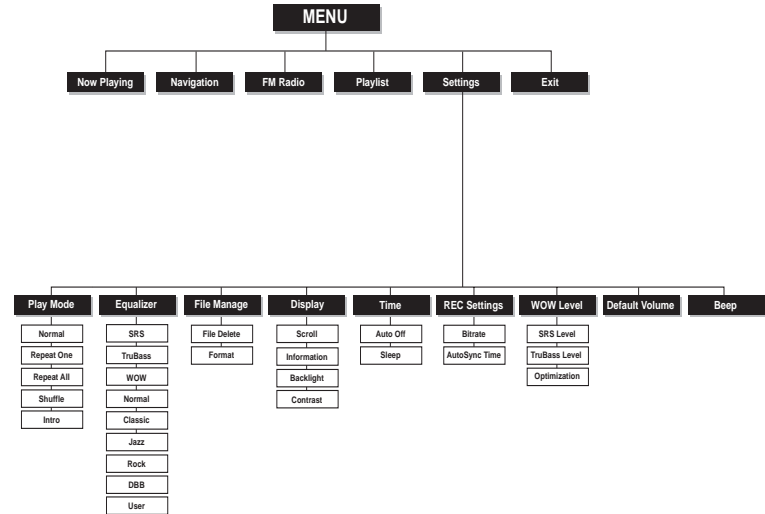 MENU
Now Playing
Navigation
FM Radio
Playlist
Settings
Exit
Play Mode
Equalizer
File Manage
Display
Time
REC Settings
WOW Level
Default Volume
Beep
Normal
Repeat One
Repeat All
Shuffle
Intro
SRS
TruBass
WOW
Normal
Classic
Jazz
Rock
DBB
User
File Delete
Format
Scroll
Information
Backlight
Contrast
Auto Off
Sleep
Bitrate
AutoSync Time
SRS Level
TruBass Level
Optimization